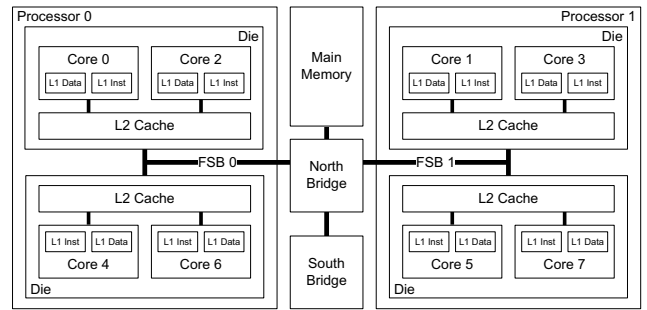 Processor 0
Die
Core 0
L1 Data
L1 Inst
Core 2
L1 Data
L1 Inst
L2 Cache
FSB 0
L2 Cache
L1 Inst
L1 Data
Core 4
L1 Inst
L1 Data
Core 6
Die
Main
Memory
North
Bridge
South
Bridge
Processor 1
Die
Core 1
L1 Data
L1 Inst
Core 3
L1 Data
L1 Inst
L2 Cache
FSB 1
L2 Cache
L1 Inst
L1 Data
Core 5
L1 Inst
L1 Data
Core 7
Die